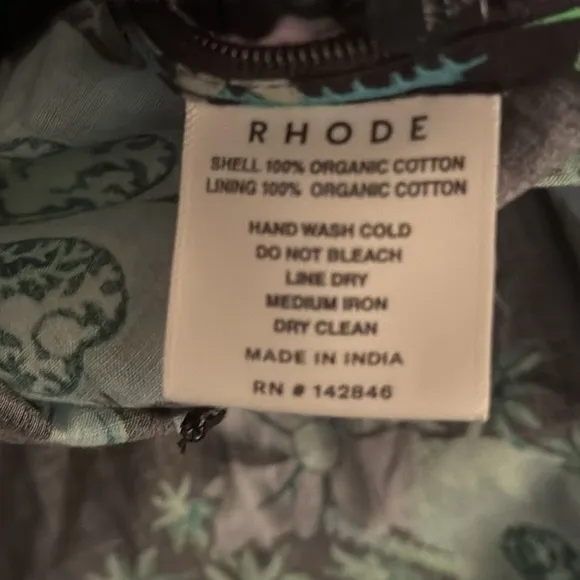 RHODE
SHELL 100% ORGANIC COTTON
LINING 100% ORGANIC COTTON
HAND WASH COLD
DO NOT BLEACH
LINE DRY
MEDIUM IRON
DRY CLEAN
MADE IN INDIA
RN # 142846